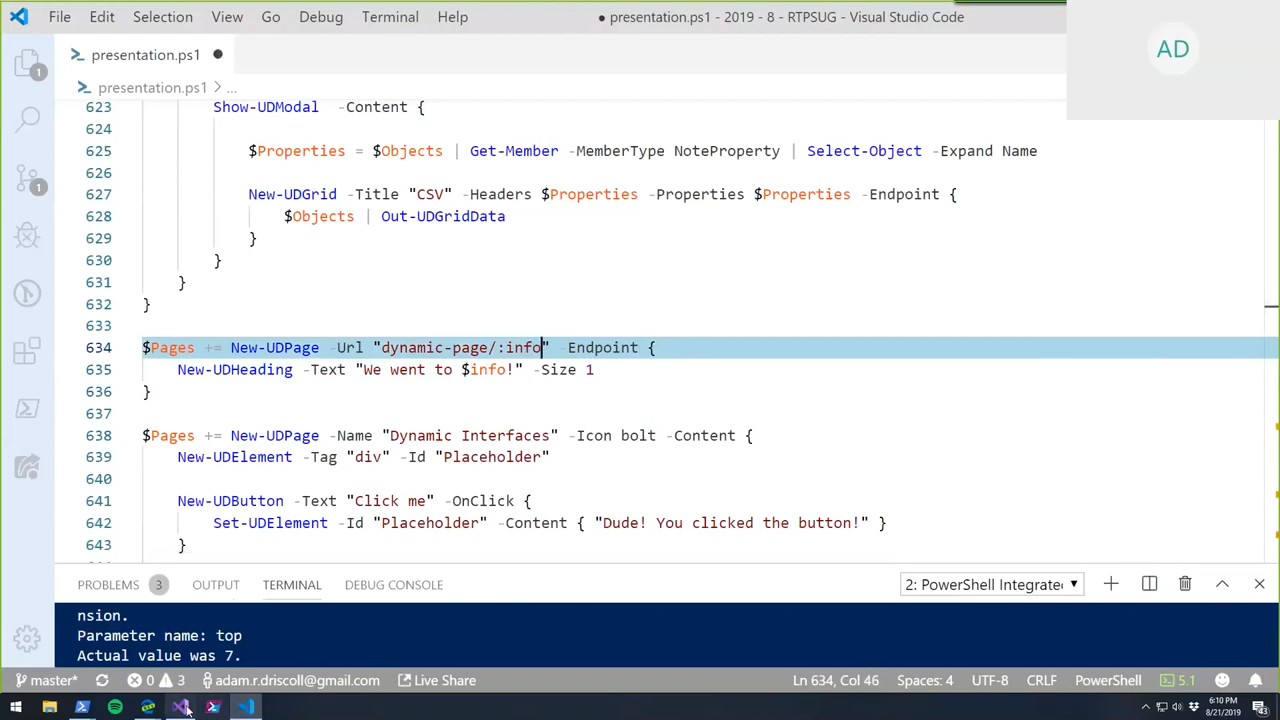 File Edit Selection View Go Debug Terminal Help ● presentation.ps1 - 2019 - 8 - RTPSUG - Visual Studio Code
AD
presentation.ps1 ●
presentation.ps1 > ...
623 Show-UDModal -Content {
624
625 $Properties = $Objects | Get-Member -MemberType NoteProperty | Select-Object -Expand Name
626
627 New-UDGrid -Title "CSV" -Headers $Properties -Properties $Properties -Endpoint {
628 $Objects | Out-UDGridData
629 }
630 }
631 }
632 }
633
634 $Pages += New-UDPage -Url "dynamic-page/:info" -Endpoint {
635 New-UDHeading -Text "We went to $info!" -Size 1
636 }
637
638 $Pages += New-UDPage -Name "Dynamic Interfaces" -Icon bolt -Content {
639 New-UDElement -Tag "div" -Id "Placeholder"
640
641 New-UDButton -Text "Click me" -OnClick {
642 Set-UDElement -Id "Placeholder" -Content { "Dude! You clicked the button!" }
643 }
1
1
PROBLEMS 3 OUTPUT TERMINAL DEBUG CONSOLE 2: PowerShell Integrate
nsion.
Parameter name: top
Actual value was 7.
master* 0 3 adam.r.driscoll@gmail.com Live Share Ln 634, Col 46 Spaces: 4 UTF-8 CRLF PowerShell 5.1
6:10 PM
8/21/2019
43